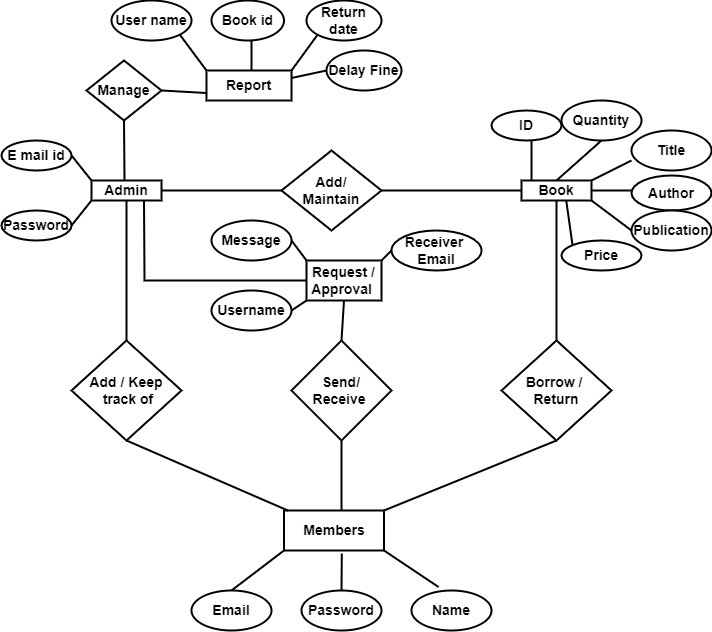 User name
Book id
Return
date
Delay Fine
Report
Manage
ID
Quantity
Title
E mail id
Admin
Add/
Maintain
Book
Author
Password
Publication
Message
Receiver
Email
Price
Request /
Approval
Username
Add / Keep
track of
Send/
Receive
Borrow /
Return
Members
Email
Password
Name